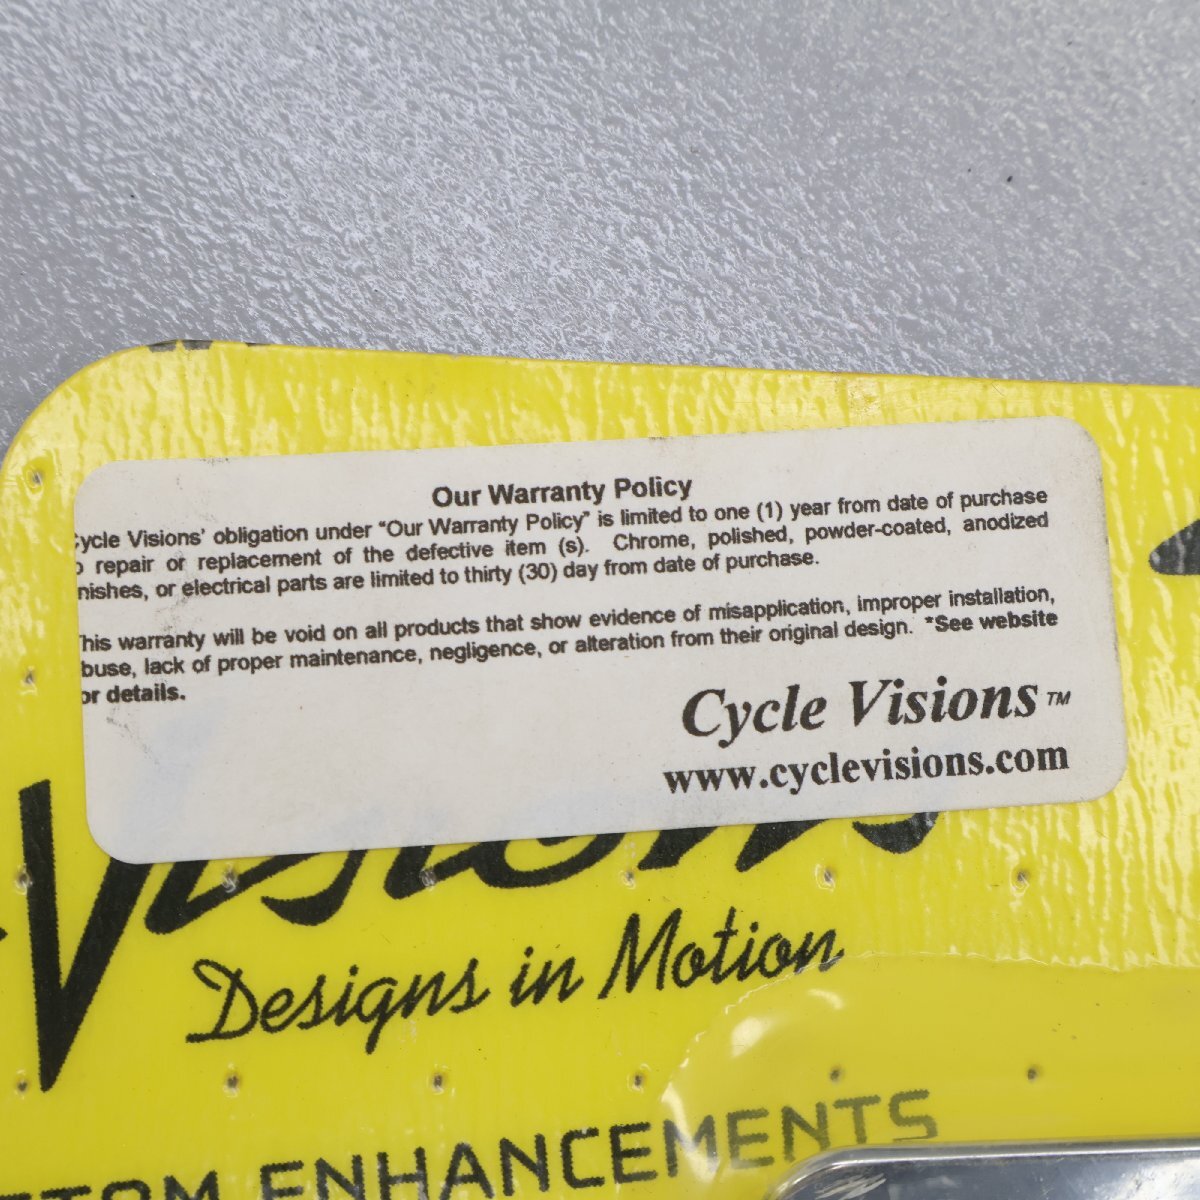 Our Warranty Policy
ycle Visions' obligation under "Our Warranty Policy" is limited to one (1) year from date of purchase
o repair or replacement of the defective item (s). Chrome, polished, powder-coated, anodized
nishes, or electrical parts are limited to thirty (30) day from date of purchase.
his warranty will be void on all products that show evidence of misapplication, improper installation,
buse, lack of proper maintenance, negligence, or alteration from their original design. *See website
or details.
Cycle Visions™
www.cyclevisions.com
Visions
Designs in Motion
TOM ENHANCEMENTS